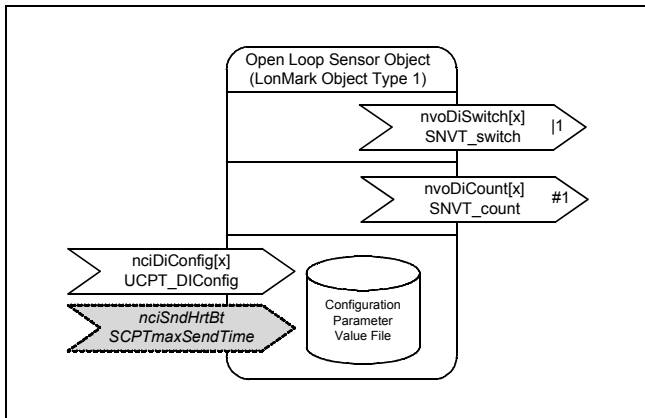 Open Loop Sensor Object
(LonMark Object Type 1)
nvoDiSwitch[x]
SNVT_switch
|1
nvoDiCount[x]
SNVT_count
#1
nciDiConfig[x]
UCPT_DIConfig
nciSndHrtBt
SCPTmaxSendTime
Configuration
Parameter
Value File